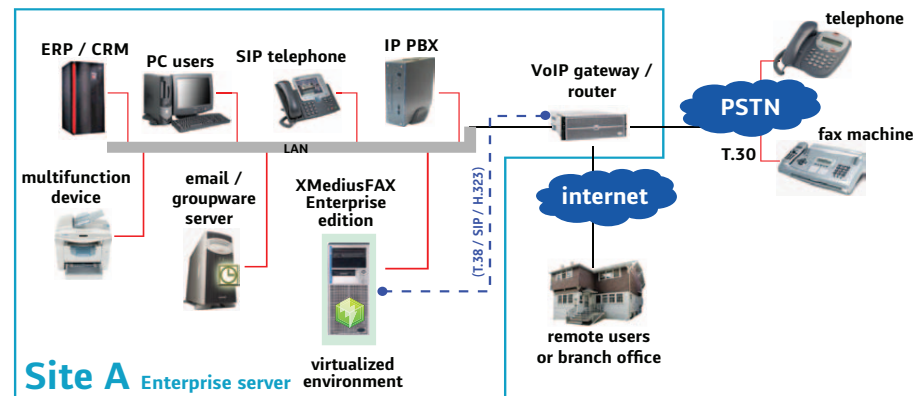 ERP / CRM
PC users
SIP telephone
IP PBX
VoIP gateway /
router
telephone
PSTN
T.30
fax machine
LAN
multifunction
device
email /
groupware
server
XMediusFAX
Enterprise
edition
(T.38 / SIP / H.323)
internet
remote users
or branch office
virtualized
environment
Site A Enterprise server